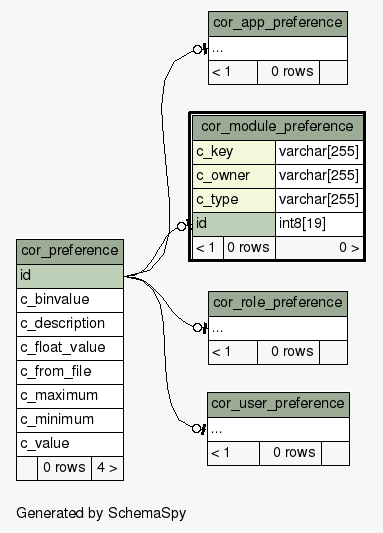 cor_app_preference
...
< 1 0 rows
cor_module_preference
c_key varchar[255]
c_owner varchar[255]
c_type varchar[255]
id int8[19]
< 1 0 rows 0 >
cor_preference
id
c_binvalue
c_description
c_float_value
c_from_file
c_maximum
c_minimum
c_value
0 rows 4 >
cor_role_preference
...
< 1 0 rows
cor_user_preference
...
< 1 0 rows
Generated by SchemaSpy